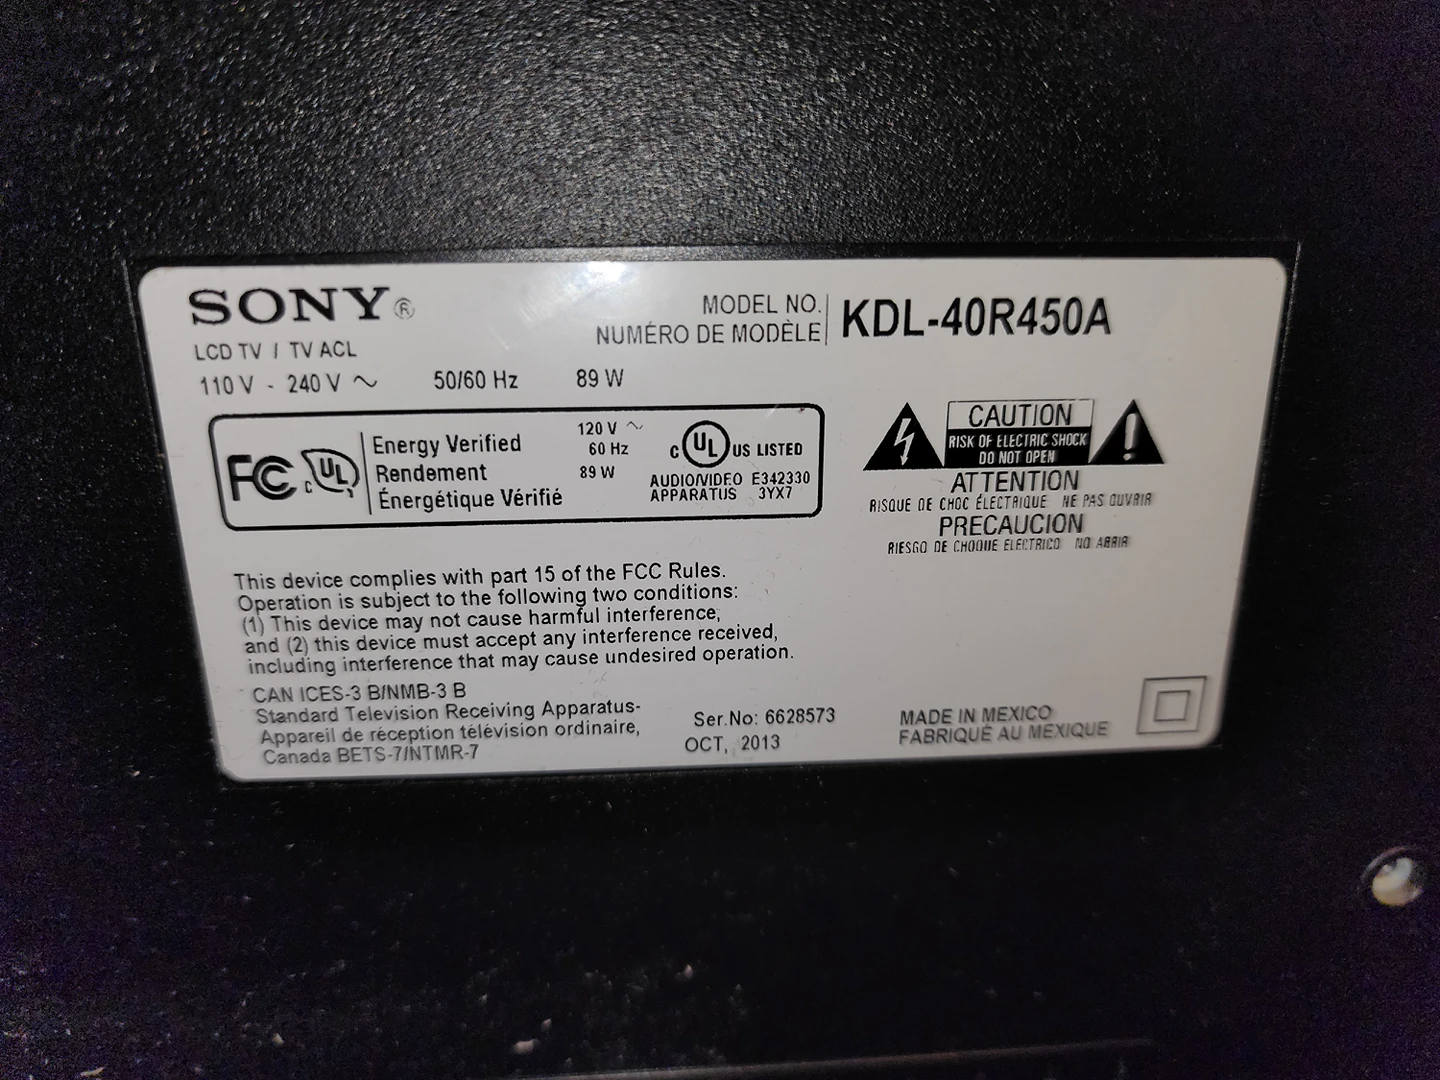 SONY®
LCD TV / TV ACL
110 V - 240 V ~ 50/60 Hz 89 W
MODEL NO.
NUMÉRO DE MODÈLE
KDL-40R450A
FC
C UL
Energy Verified
Rendement
Énergétique Vérifié
120 V ~
60 Hz
89 W
C UL US LISTED
AUDIO/VIDEO E342330
APPARATUS 3YX7
CAUTION
RISK OF ELECTRIC SHOCK
DO NOT OPEN
!
ATTENTION
RISQUE DE CHOC ÉLECTRIQUE NE PAS OUVRIR
PRECAUCION
RIESGO DE CHOQUE ELECTRICO NO ABRIR
This device complies with part 15 of the FCC Rules.
Operation is subject to the following two conditions:
(1) This device may not cause harmful interference,
and (2) this device must accept any interference received,
including interference that may cause undesired operation.
CAN ICES-3 B/NMB-3 B
Standard Television Receiving Apparatus-
Appareil de réception télévision ordinaire,
Canada BETS-7/NTMR-7
Ser.No: 6628573
OCT, 2013
MADE IN MEXICO
FABRIQUÉ AU MEXIQUE